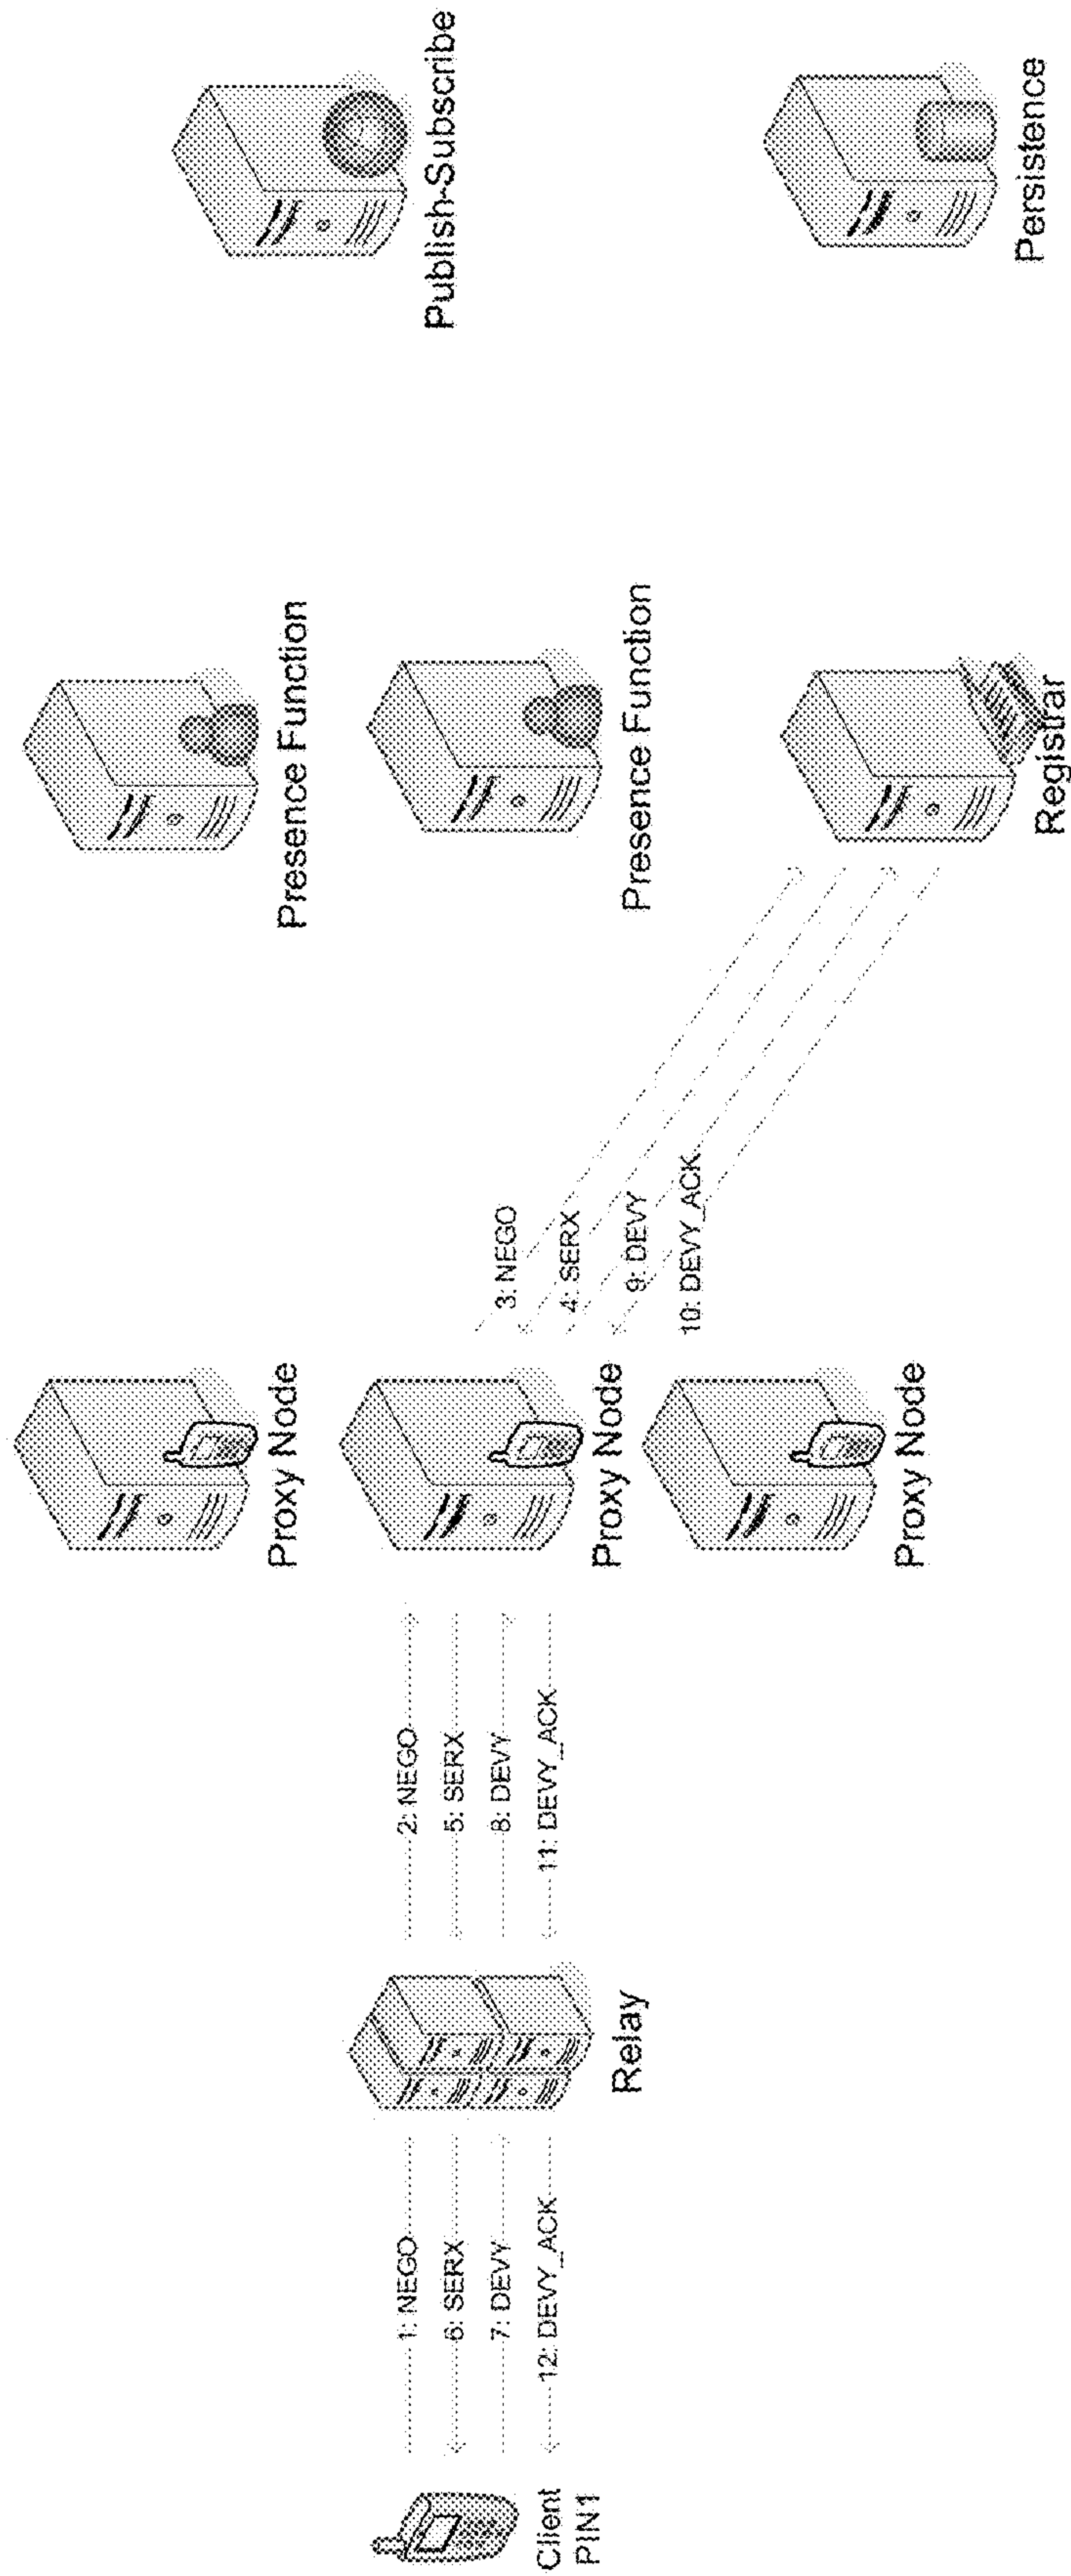 Client
PIN1
1: NEGO
6: SERX
7: DEVY
12: DEVY_ACK
Relay
2: NEGO
5: SERX
8: DEVY
11: DEVY_ACK
Proxy Node
Proxy Node
Proxy Node
3: NEGO
4: SERX
9: DEVY
10: DEVY_ACK
Presence Function
Presence Function
Registrar
Publish-Subscribe
Persistence